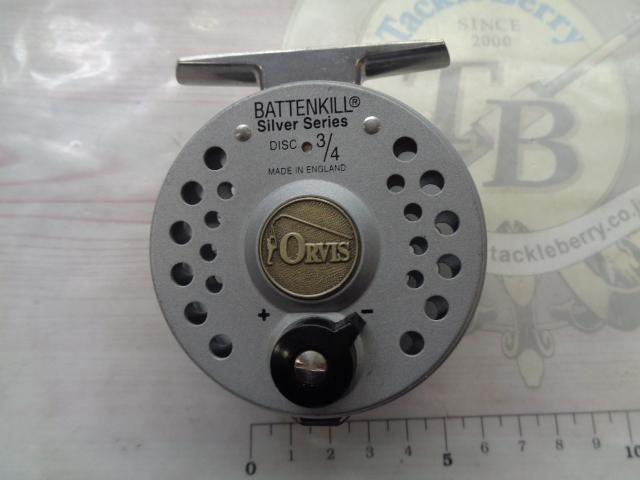 TackleBerry
SINCE
2000
TB
tackleberry.co.jp
BATTENKILL®
Silver Series
DISC 3/4
MADE IN ENGLAND
ORVIS
+ -
0 1 2 3 4 5 6 7 8 9 10